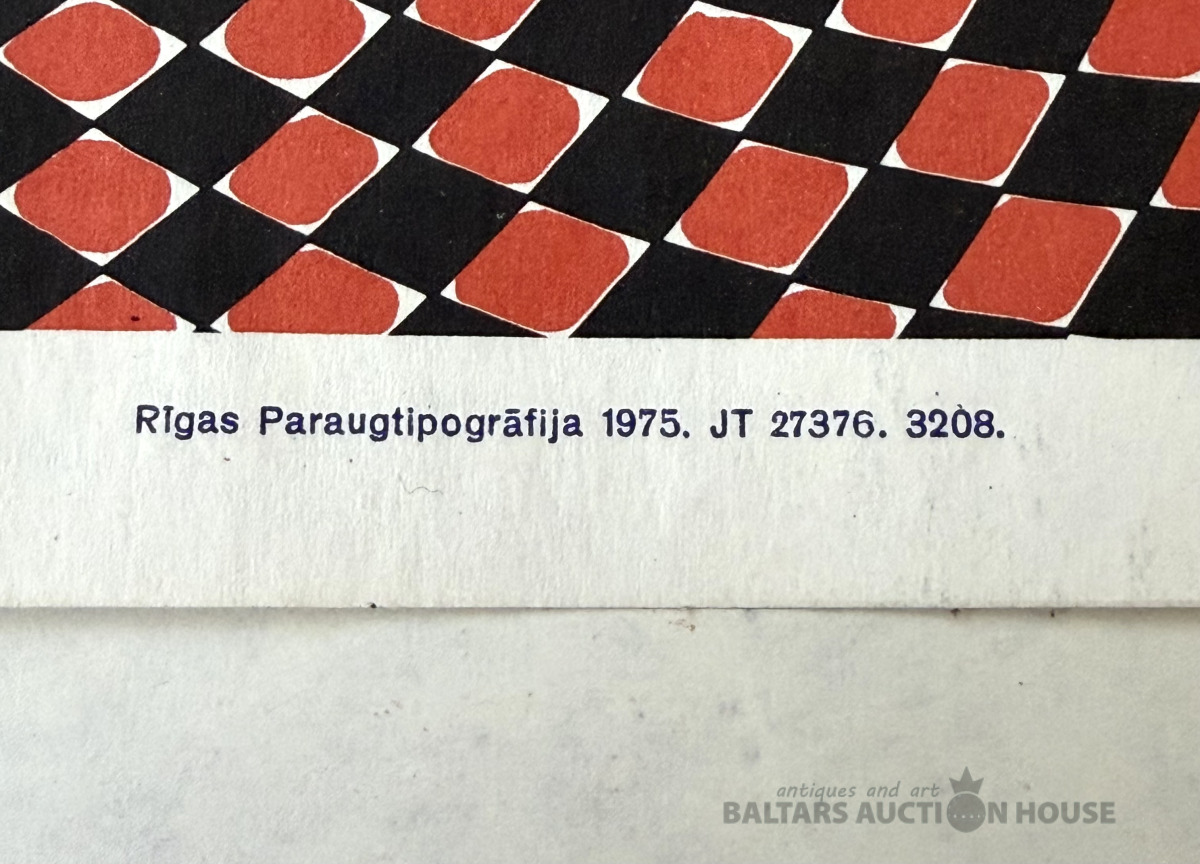 Rīgas Paraugtipogrāfija 1975. JT 27376. 3208.
antiques and art
BALTARS AUCTION HOUSE